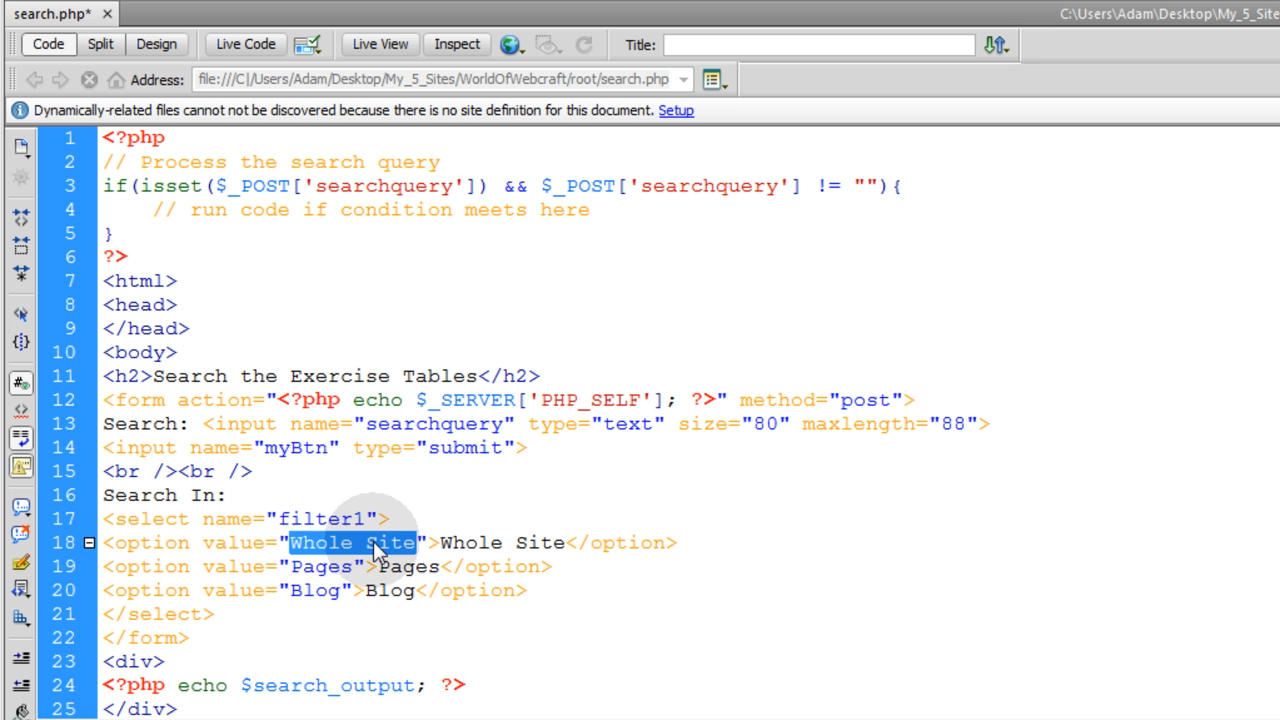 search.php*
C:\Users\Adam\Desktop\My_5_Site
Code Split Design Live Code Live View Inspect Title:
Address: file:///C|/Users/Adam/Desktop/My_5_Sites/WorldOfWebcraft/root/search.php
Dynamically-related files cannot not be discovered because there is no site definition for this document. Setup
1 <?php
2 // Process the search query
3 if(isset($_POST['searchquery']) && $_POST['searchquery'] != ""){
4     // run code if condition meets here
5 }
6 ?>
7 <html>
8 <head>
9 </head>
10 <body>
11 <h2>Search the Exercise Tables</h2>
12 <form action="<?php echo $_SERVER['PHP_SELF']; ?>" method="post">
13 Search: <input name="searchquery" type="text" size="80" maxlength="88">
14 <input name="myBtn" type="submit">
15 <br /><br />
16 Search In:
17 <select name="filter1">
18 <option value="Whole Site">Whole Site</option>
19 <option value="Pages">Pages</option>
20 <option value="Blog">Blog</option>
21 </select>
22 </form>
23 <div>
24 <?php echo $search_output; ?>
25 </div>